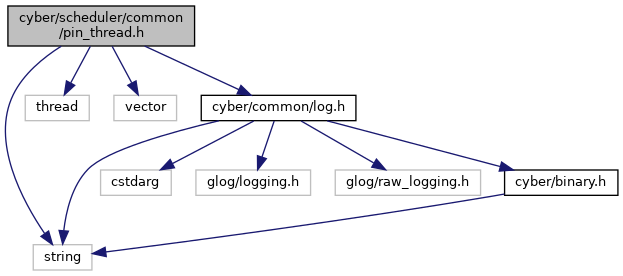 cyber/scheduler/common
/pin_thread.h
thread
vector
cyber/common/log.h
cstdarg
glog/logging.h
glog/raw_logging.h
cyber/binary.h
string